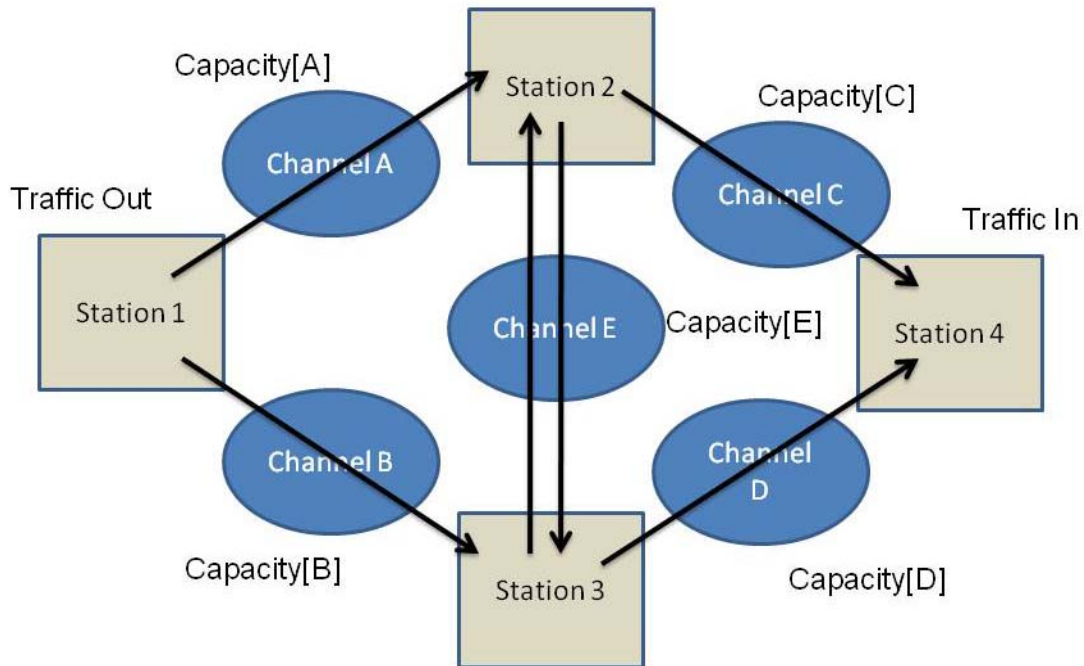 Capacity[A]
Station 2
Capacity[C]
Channel A
Channel C
Traffic Out
Traffic In
Station 1
Channel E
Capacity[E]
Station 4
Channel B
Channel
D
Capacity[B]
Station 3
Capacity[D]